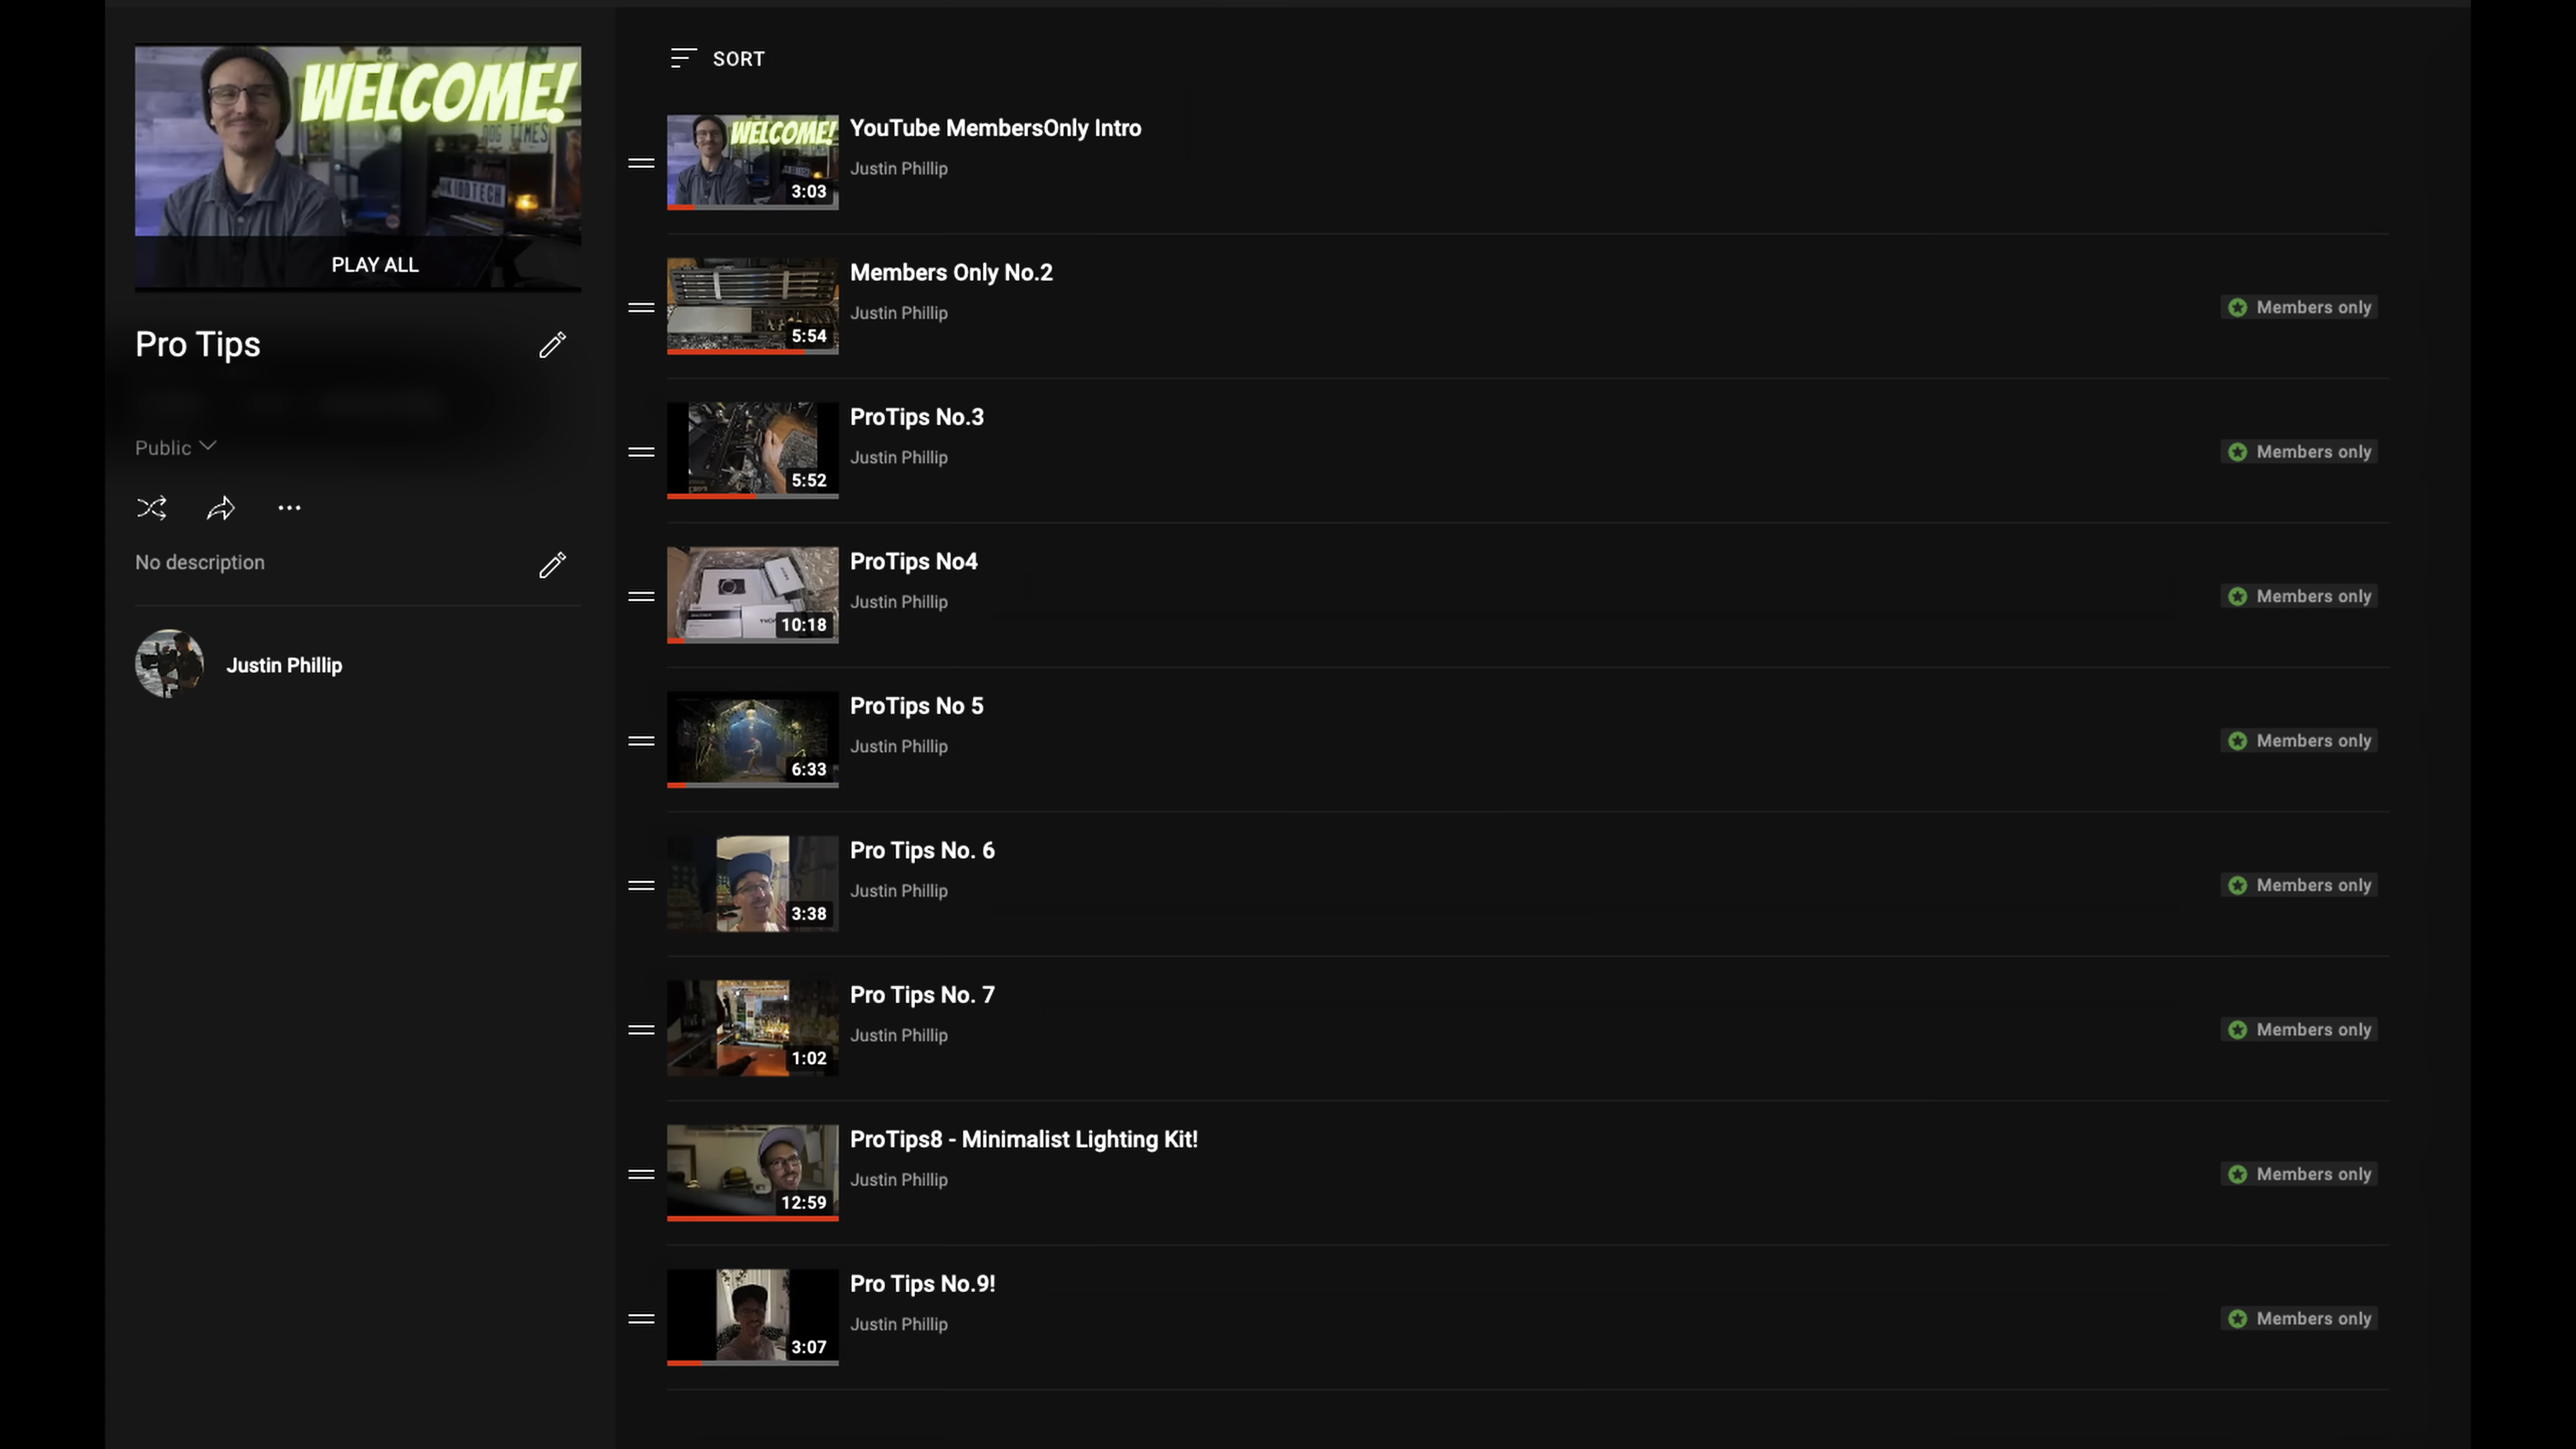 WELCOME!
DOG TIMES
KIDDTECH
PLAY ALL
Pro Tips
Public
No description
Justin Phillip
SORT
WELCOME!
3:03
YouTube MembersOnly Intro
Justin Phillip
5:54
Members Only No.2
Justin Phillip
Members only
5:52
ProTips No.3
Justin Phillip
Members only
10:18
ProTips No4
Justin Phillip
Members only
6:33
ProTips No 5
Justin Phillip
Members only
3:38
Pro Tips No. 6
Justin Phillip
Members only
1:02
Pro Tips No. 7
Justin Phillip
Members only
12:59
ProTips8 - Minimalist Lighting Kit!
Justin Phillip
Members only
3:07
Pro Tips No.9!
Justin Phillip
Members only